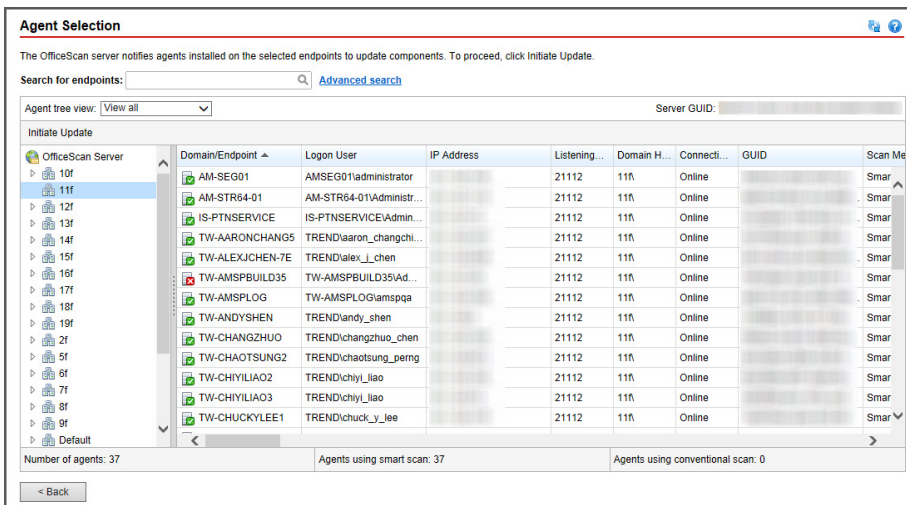 Agent Selection
The OfficeScan server notifies agents installed on the selected endpoints to update components. To proceed, click Initiate Update.
Search for endpoints: Advanced search
Agent tree view: View all Server GUID:
Initiate Update
OfficeScan Server
10f
11f
12f
13f
14f
15f
16f
17f
18f
19f
2f
5f
6f
7f
8f
9f
Default
Domain/Endpoint Logon User IP Address Listening... Domain H... Connecti... GUID Scan Me
AM-SEG01 AMSEG01\administrator 21112 11f\ Online Smar
AM-STR64-01 AM-STR64-01\Administr... 21112 11f\ Online Smar
IS-PTNSERVICE IS-PTNSERVICE\Admin... 21112 11f\ Online Smar
TW-AARONCHANG5 TREND\aaron_changchi... 21112 11f\ Online Smar
TW-ALEXJCHEN-7E TREND\alex_j_chen 21112 11f\ Online Smar
TW-AMSPBUILD35 TW-AMSPBUILD35\Ad... 21112 11f\ Online Smar
TW-AMSPLOG TW-AMSPLOG\amspqa 21112 11f\ Online Smar
TW-ANDYSHEN TREND\andy_shen 21112 11f\ Online Smar
TW-CHANGZHUO TREND\changzhuo_chen 21112 11f\ Online Smar
TW-CHAOTSUNG2 TREND\chaotsung_perng 21112 11f\ Online Smar
TW-CHIYILIAO2 TREND\chiyi_liao 21112 11f\ Online Smar
TW-CHIYILIAO3 TREND\chiyi_liao 21112 11f\ Online Smar
TW-CHUCKYLEE1 TREND\chuck_y_lee 21112 11f\ Online Smar
Number of agents: 37 Agents using smart scan: 37 Agents using conventional scan: 0
< Back